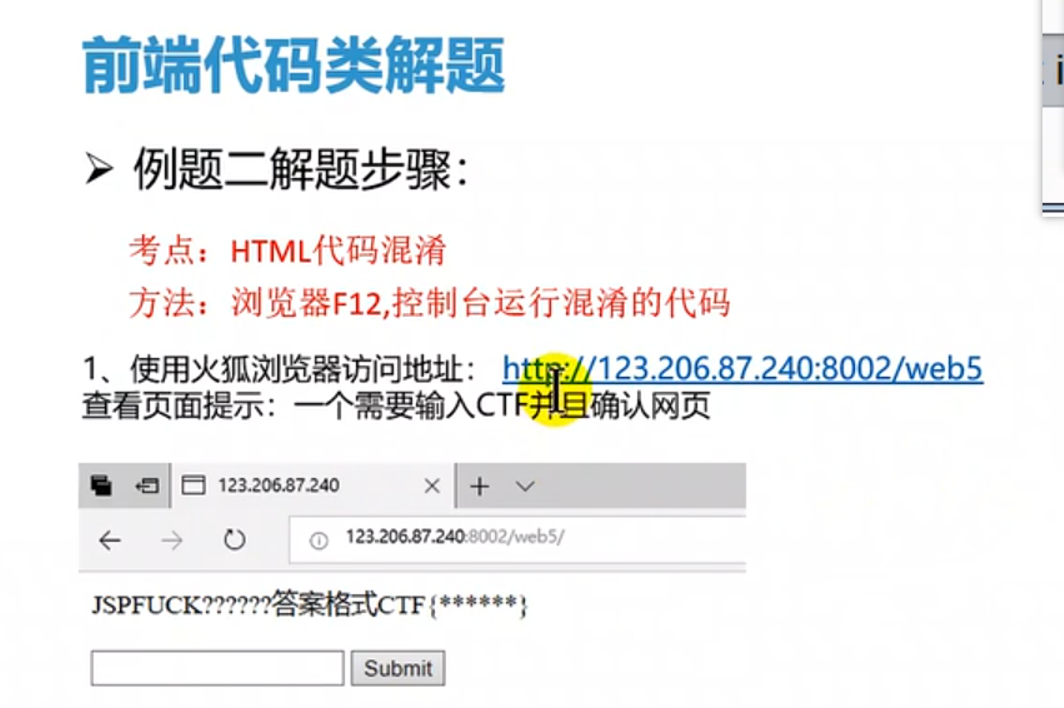 前端代码类解题
➢ 例题二解题步骤：
考点：HTML代码混淆
方法：浏览器F12,控制台运行混淆的代码
1、使用火狐浏览器访问地址： http://123.206.87.240:8002/web5
查看页面提示：一个需要输入CTF并且确认网页
123.206.87.240
123.206.87.240:8002/web5/
JSPFUCK??????答案格式CTF{******}
Submit